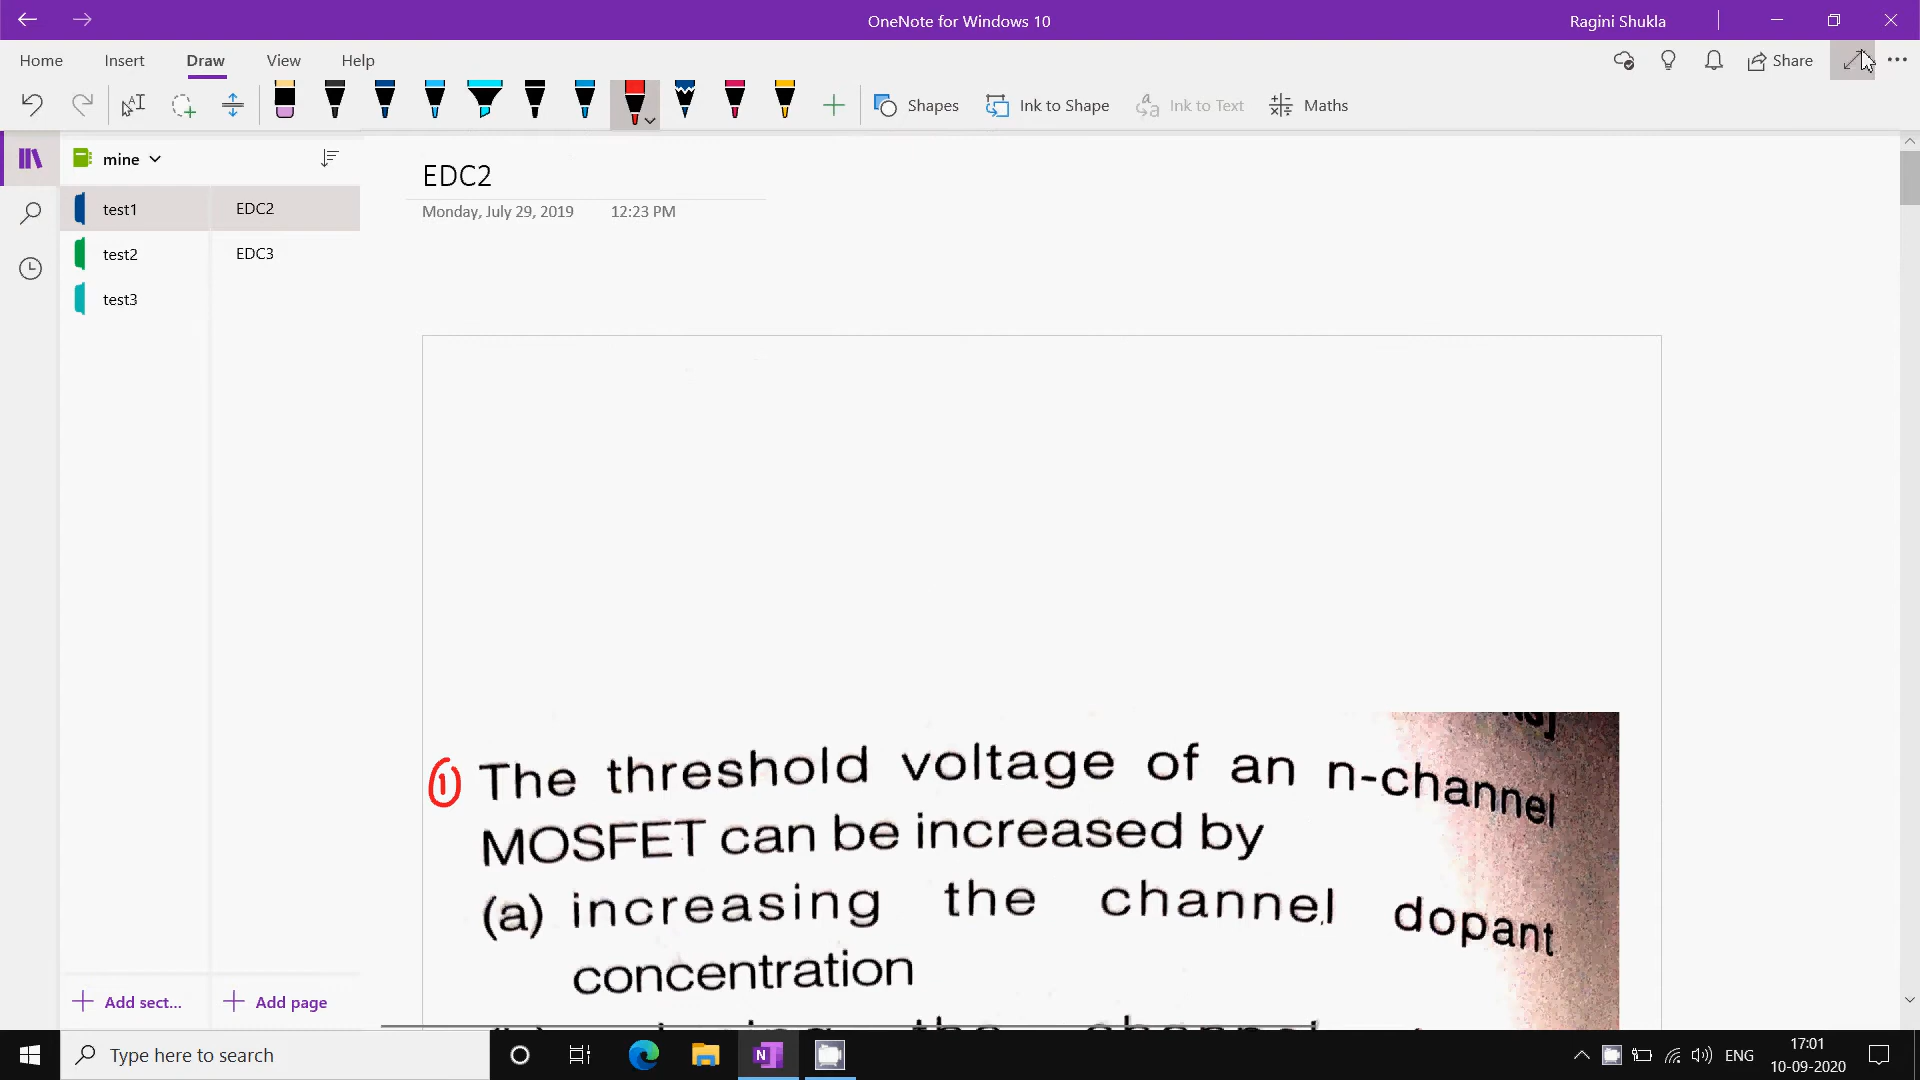 OneNote for Windows 10
Ragini Shukla
Home
Insert
Draw
View
Help
Share
Shapes
Ink to Shape
Ink to Text
Maths
mine
test1
EDC2
test2
EDC3
test3
EDC2
Monday, July 29, 2019 12:23 PM
① The threshold voltage of an n-channel
MOSFET can be increased by
(a) increasing the channel dopant
concentration
the channel
Add sect...
Add page
Type here to search
ENG
17:01
10-09-2020